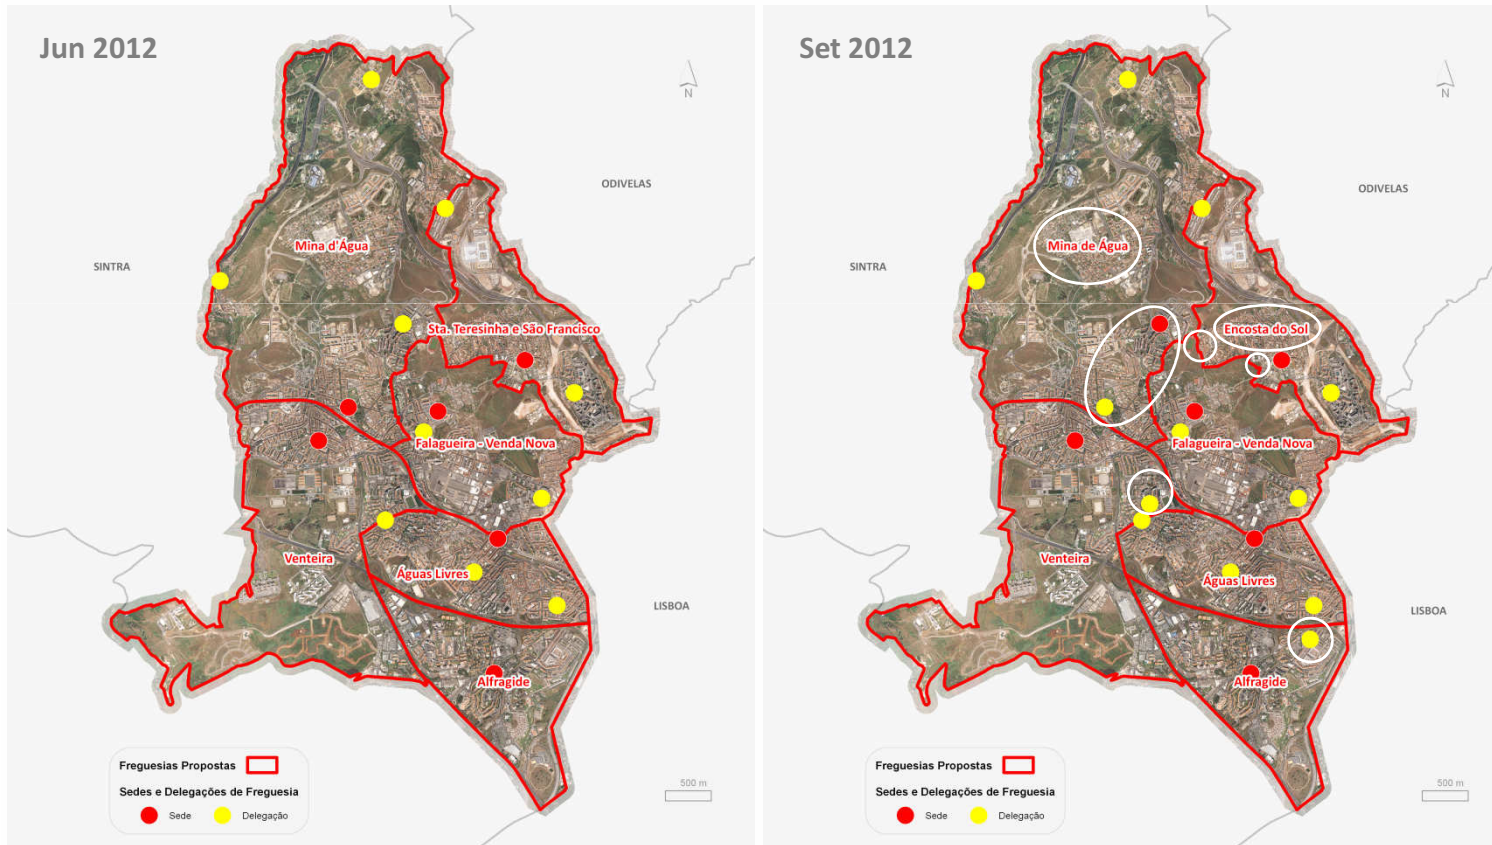 Jun 2012
N
ODIVELAS
Mina d'Água
SINTRA
Sta. Teresinha e São Francisco
Falagueira - Venda Nova
Venteira
Águas Livres
LISBOA
Alfragide
Freguesias Propostas
Sedes e Delegações de Freguesia
Sede
Delegação
500 m
Set 2012
N
ODIVELAS
Mina de Água
SINTRA
Encosta do Sol
Falagueira - Venda Nova
Venteira
Águas Livres
LISBOA
Alfragide
Freguesias Propostas
Sedes e Delegações de Freguesia
Sede
Delegação
500 m